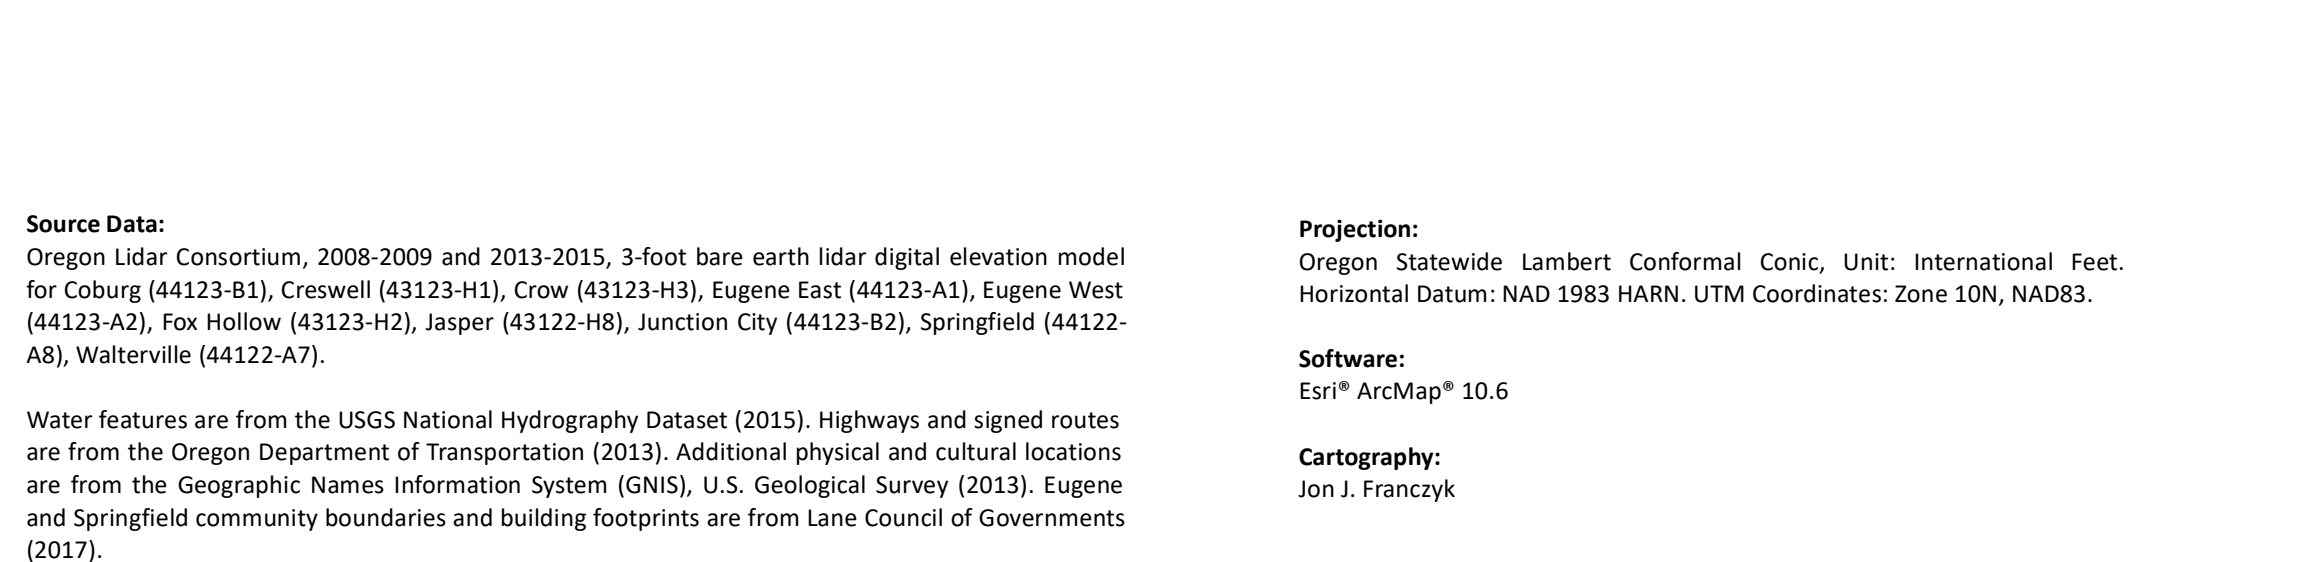 Source Data:
Oregon Lidar Consortium, 2008-2009 and 2013-2015, 3-foot bare earth lidar digital elevation model
for Coburg (44123-B1), Creswell (43123-H1), Crow (43123-H3), Eugene East (44123-A1), Eugene West
(44123-A2), Fox Hollow (43123-H2), Jasper (43122-H8), Junction City (44123-B2), Springfield (44122-
A8), Walterville (44122-A7).
Water features are from the USGS National Hydrography Dataset (2015). Highways and signed routes
are from the Oregon Department of Transportation (2013). Additional physical and cultural locations
are from the Geographic Names Information System (GNIS), U.S. Geological Survey (2013). Eugene
and Springfield community boundaries and building footprints are from Lane Council of Governments
(2017).
Projection:
Oregon Statewide Lambert Conformal Conic, Unit: International Feet.
Horizontal Datum: NAD 1983 HARN. UTM Coordinates: Zone 10N, NAD83.
Software:
Esri® ArcMap® 10.6
Cartography:
Jon J. Franczyk